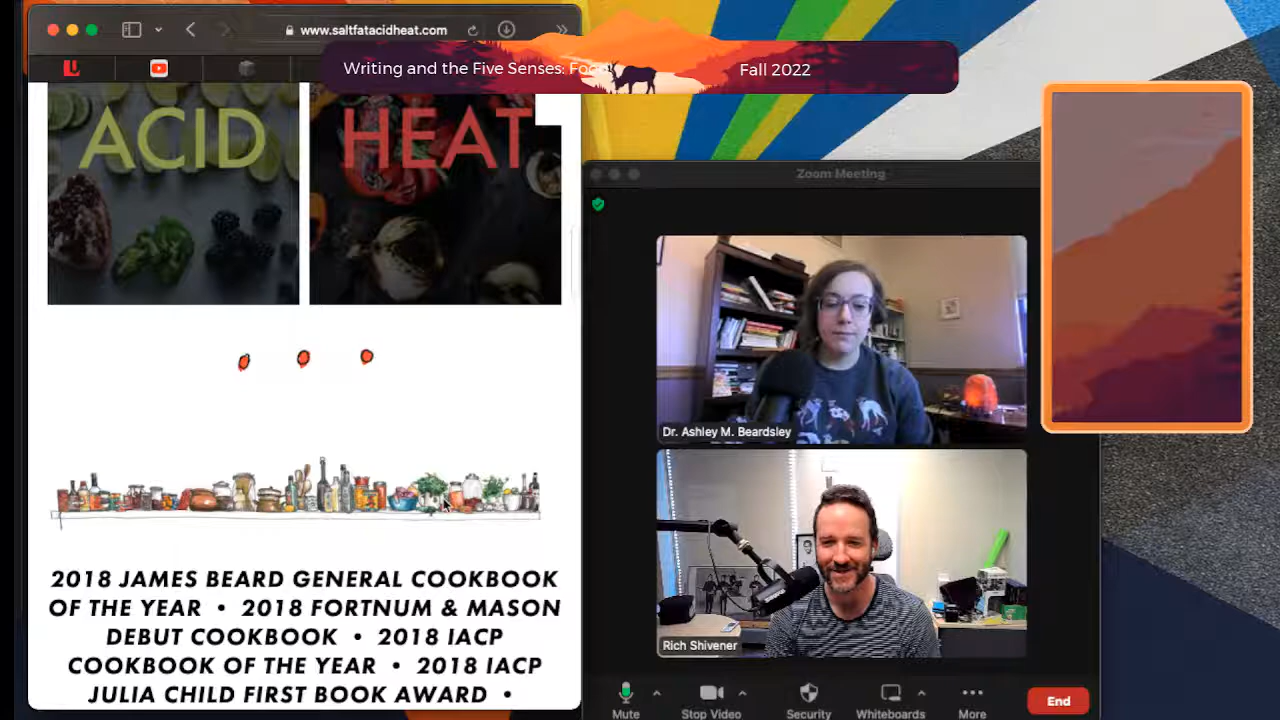 www.saltfatacidheat.com
Writing and the Five Senses: Food
Fall 2022
ACID
HEAT
2018 JAMES BEARD GENERAL COOKBOOK
OF THE YEAR • 2018 FORTNUM & MASON
DEBUT COOKBOOK • 2018 IACP
COOKBOOK OF THE YEAR • 2018 IACP
JULIA CHILD FIRST BOOK AWARD •
Zoom Meeting
Dr. Ashley M. Beardsley
Rich Shivener
Mute
Stop Video
Security
Whiteboards
More
End